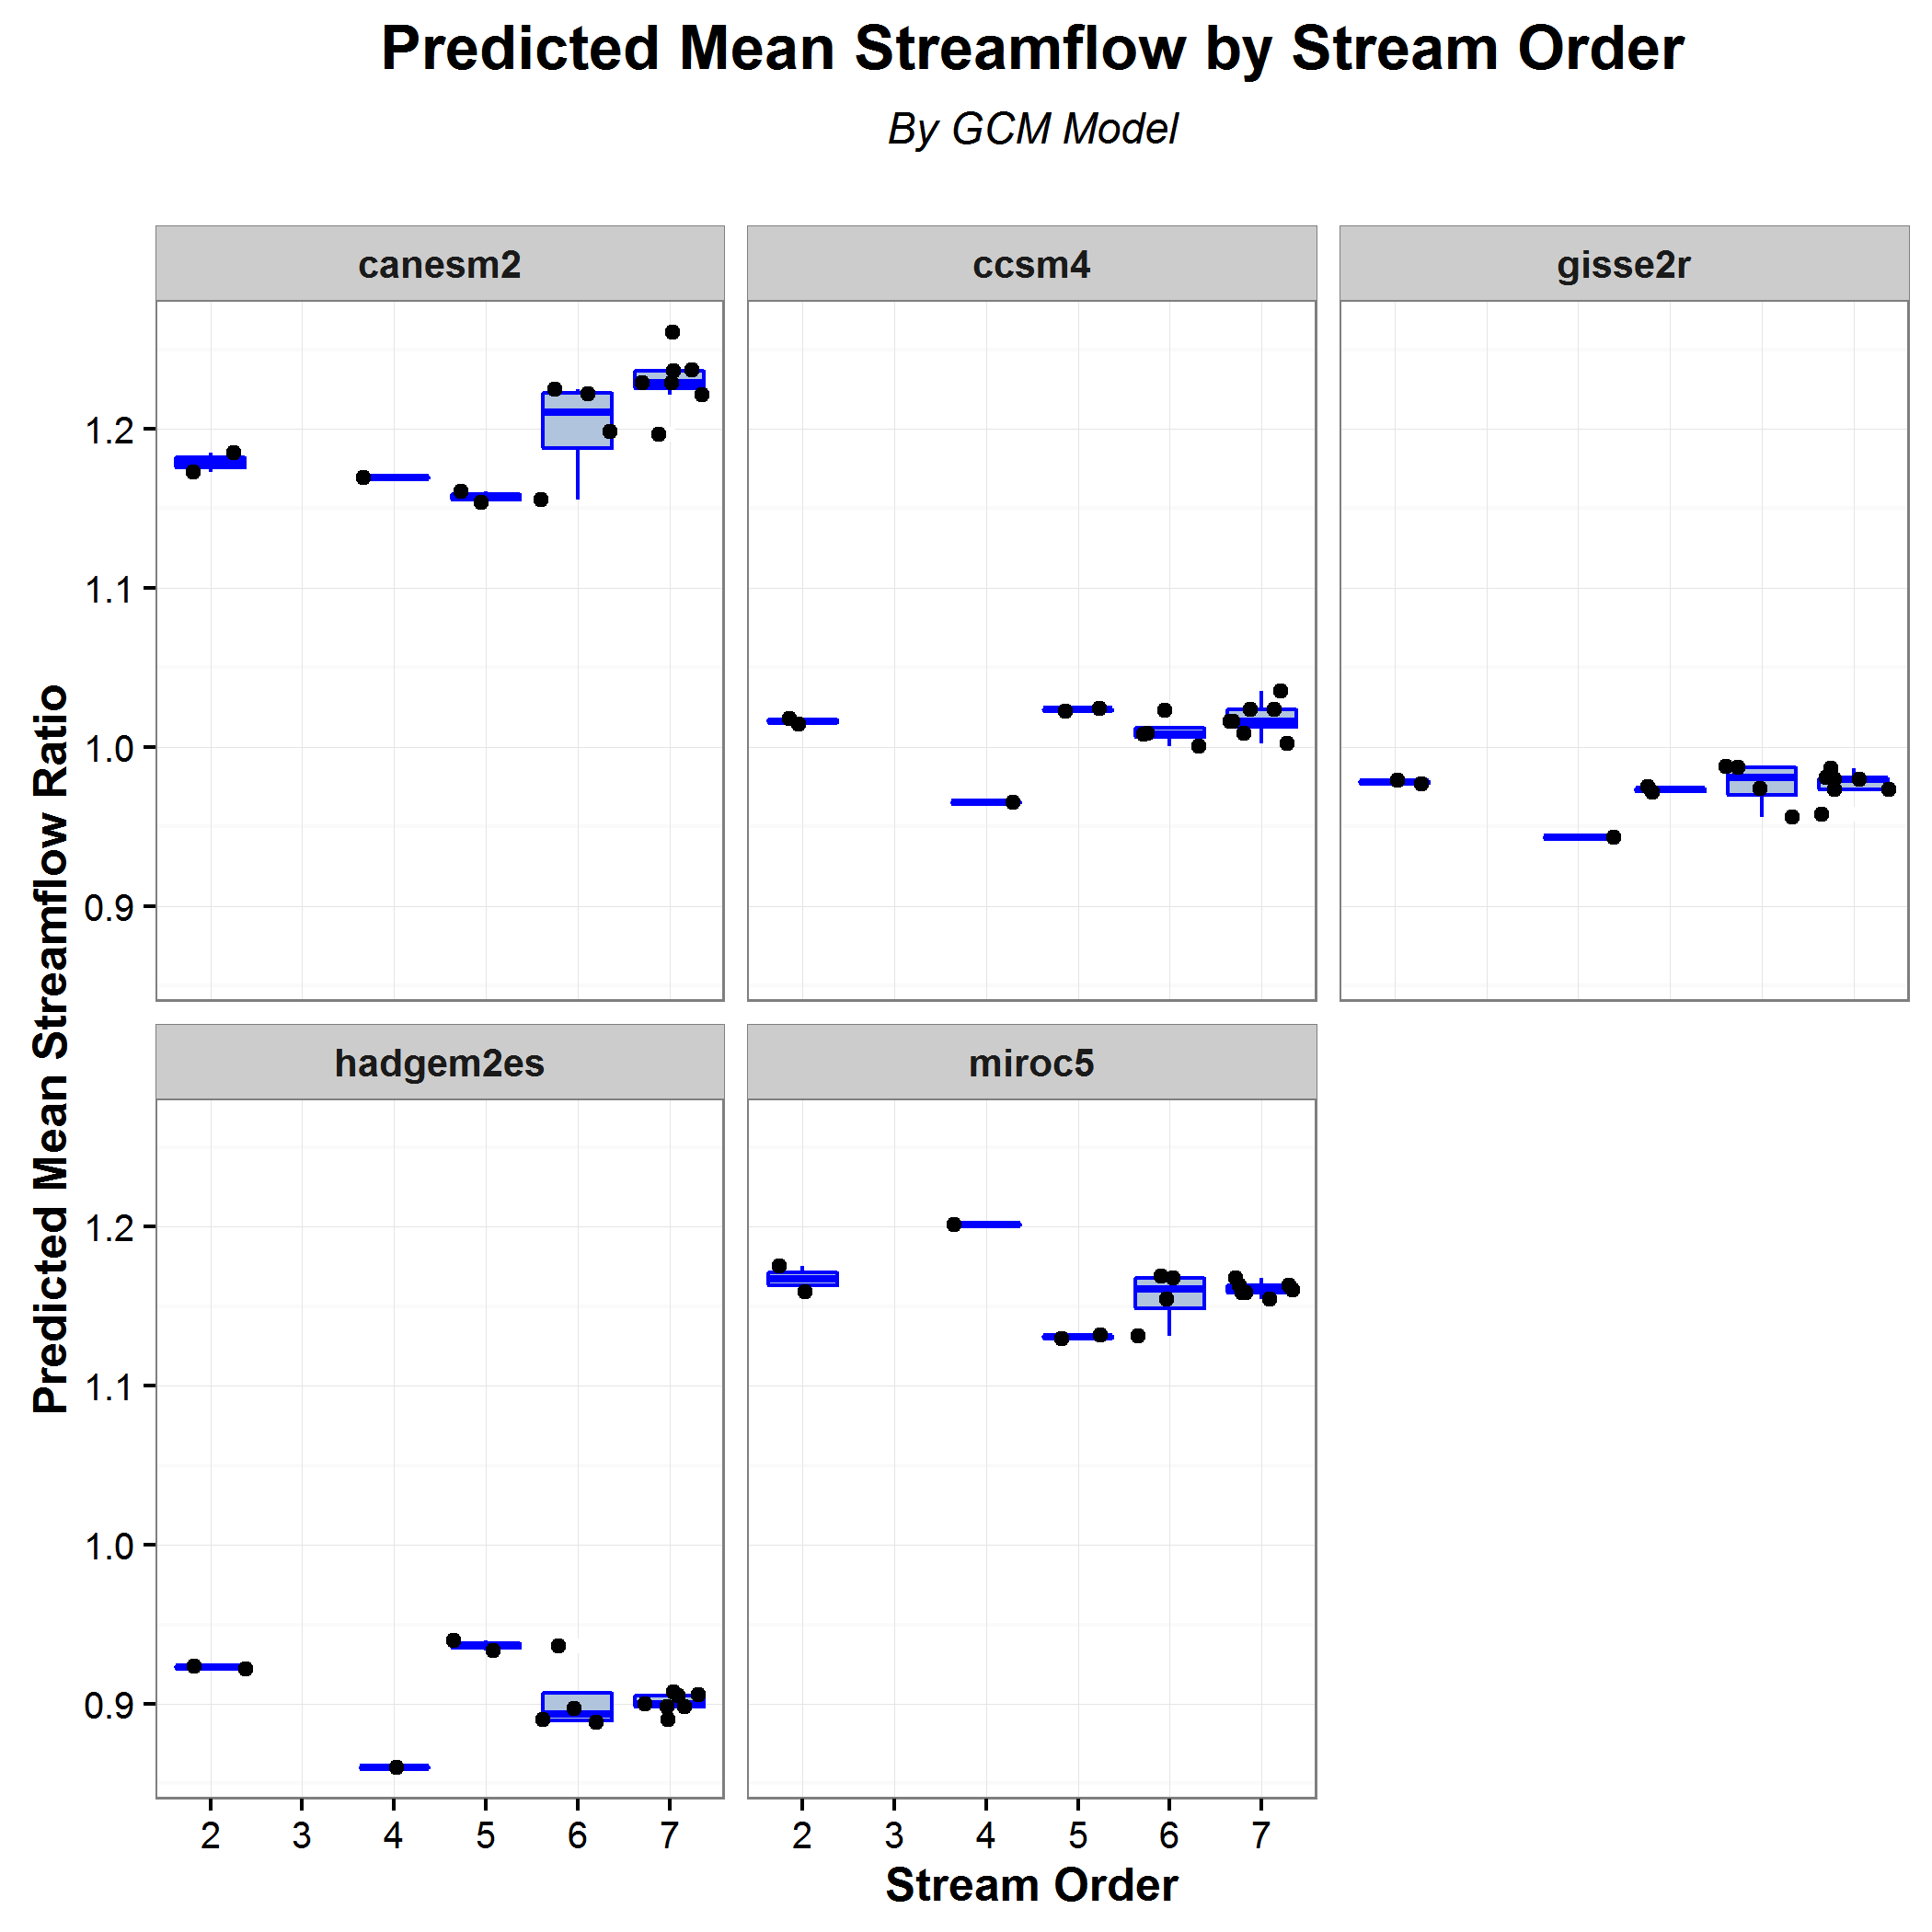 Predicted Mean Streamflow by Stream Order
By GCM Model
canesm2
ccsm4
gisse2r
1.2
1.1
1.0
0.9
Predicted Mean Streamflow Ratio
hadgem2es
miroc5
1.2
1.1
1.0
0.9
2 3 4 5 6 7
2 3 4 5 6 7
Stream Order